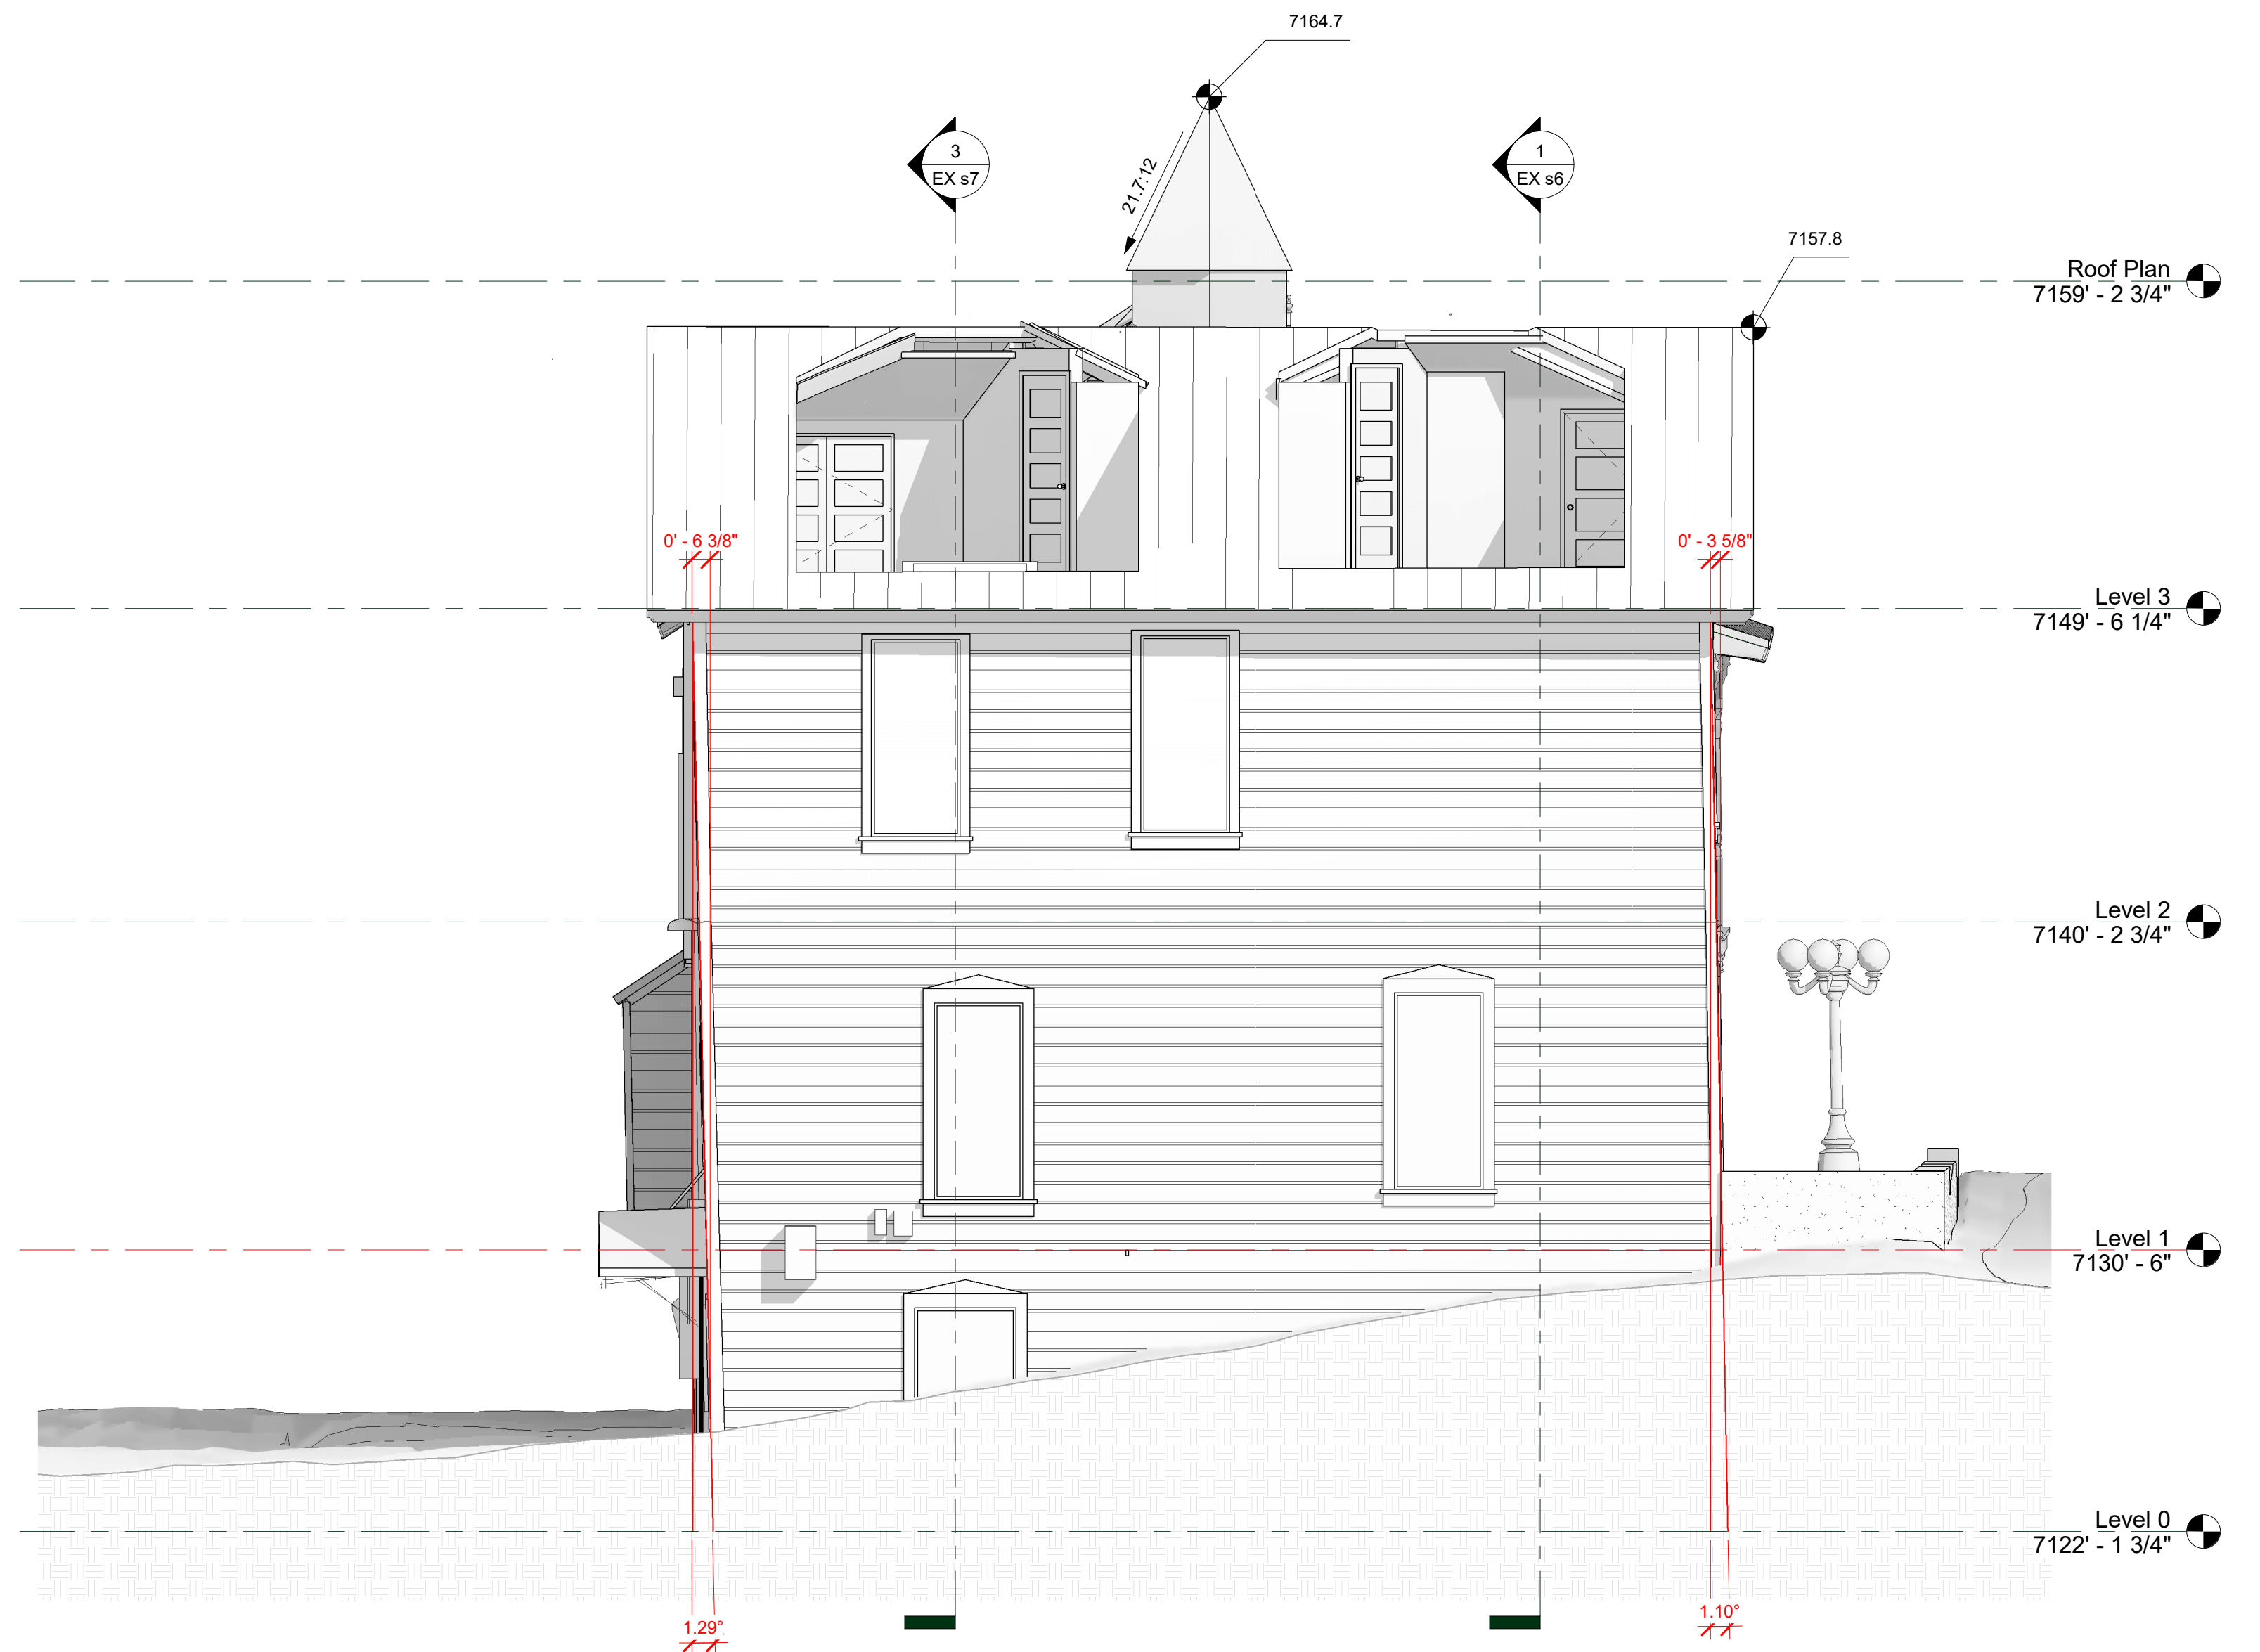 7164.7
3
EX s7
1
EX s6
21.7:12
7157.8
Roof Plan
7159' - 2 3/4"
0' - 6 3/8"
0' - 3 5/8"
Level 3
7149' - 6 1/4"
Level 2
7140' - 2 3/4"
Level 1
7130' - 6"
Level 0
7122' - 1 3/4"
1.29°
1.10°